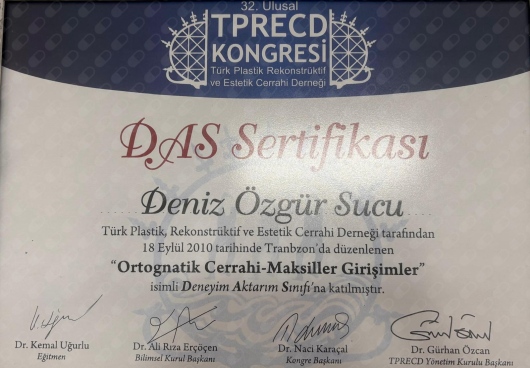 32. Ulusal
TPRECD
KONGRESİ
Türk Plastik Rekonstrüktif
ve Estetik Cerrahi Derneği
DAS Sertifikası
Deniz Özgür Sucu
Türk Plastik, Rekonstrüktif ve Estetik Cerrahi Derneği tarafından
18 Eylül 2010 tarihinde Tranbzon'da düzenlenen
“Ortognatik Cerrahi-Maksiller Girişimler”
isimli Deneyim Aktarım Sınıfı'na katılmıştır.
Dr. Kemal Uğurlu
Eğitmen
Dr. Ali Rıza Erçöçen
Bilimsel Kurul Başkanı
Dr. Naci Karaçal
Kongre Başkanı
Dr. Gürhan Özcan
TPRECD Yönetim Kurulu Başkanı